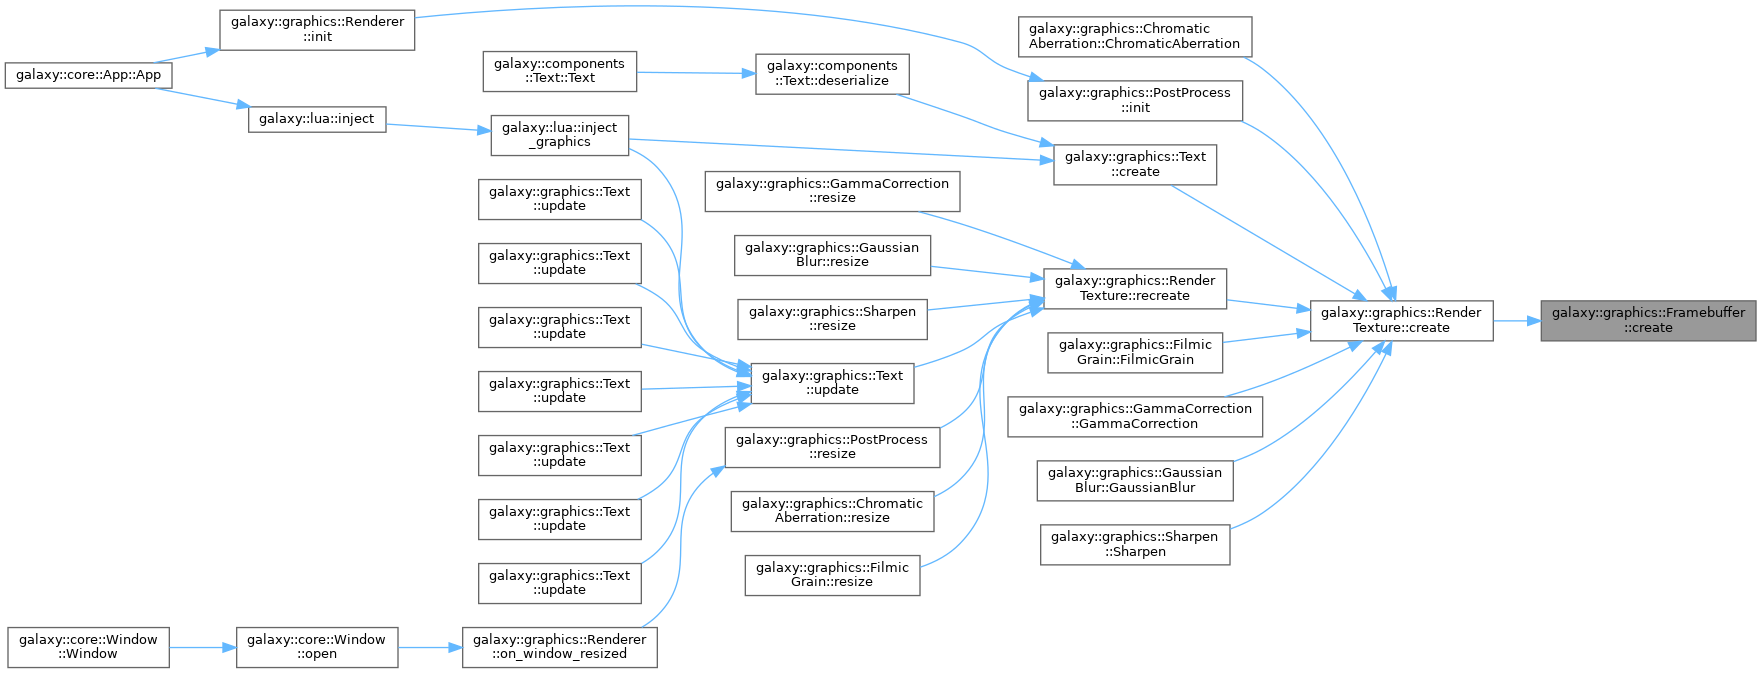 galaxy::graphics::Renderer
::init
galaxy::core::App::App
galaxy::lua::inject
galaxy::components
::Text::Text
galaxy::lua::inject
_graphics
galaxy::graphics::Text
::update
galaxy::graphics::Text
::update
galaxy::graphics::Text
::update
galaxy::graphics::Text
::update
galaxy::graphics::Text
::update
galaxy::graphics::Text
::update
galaxy::graphics::Text
::update
galaxy::core::Window
::Window
galaxy::core::Window
::open
galaxy::graphics::Renderer
::on_window_resized
galaxy::components
::Text::deserialize
galaxy::graphics::GammaCorrection
::resize
galaxy::graphics::Gaussian
Blur::resize
galaxy::graphics::Sharpen
::resize
galaxy::graphics::Text
::update
galaxy::graphics::PostProcess
::resize
galaxy::graphics::Chromatic
Aberration::resize
galaxy::graphics::Filmic
Grain::resize
galaxy::graphics::Chromatic
Aberration::ChromaticAberration
galaxy::graphics::PostProcess
::init
galaxy::graphics::Text
::create
galaxy::graphics::Render
Texture::recreate
galaxy::graphics::Filmic
Grain::FilmicGrain
galaxy::graphics::GammaCorrection
::GammaCorrection
galaxy::graphics::Gaussian
Blur::GaussianBlur
galaxy::graphics::Sharpen
::Sharpen
galaxy::graphics::Render
Texture::create
galaxy::graphics::Framebuffer
::create